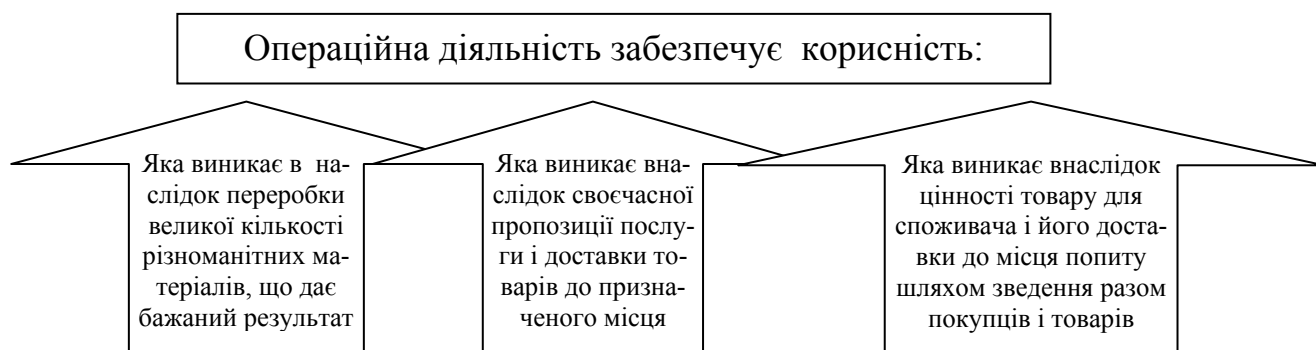 Операційна діяльність забезпечує корисність:
Яка виникає в на-
слідок переробки
великої кількості
різноманітних ма-
теріалів, що дає
бажаний результат
Яка виникає вна-
слідок своєчасної
пропозиції послу-
ги і доставки то-
варів до призна-
ченого місця
Яка виникає внаслідок
цінності товару для
споживача і його доста-
вки до місця попиту
шляхом зведення разом
покупців і товарів